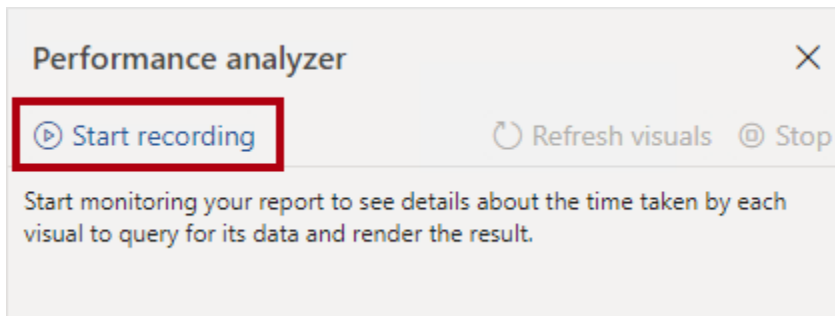 Performance analyzer
Start recording Refresh visuals Stop
Start monitoring your report to see details about the time taken by each
visual to query for its data and render the result.